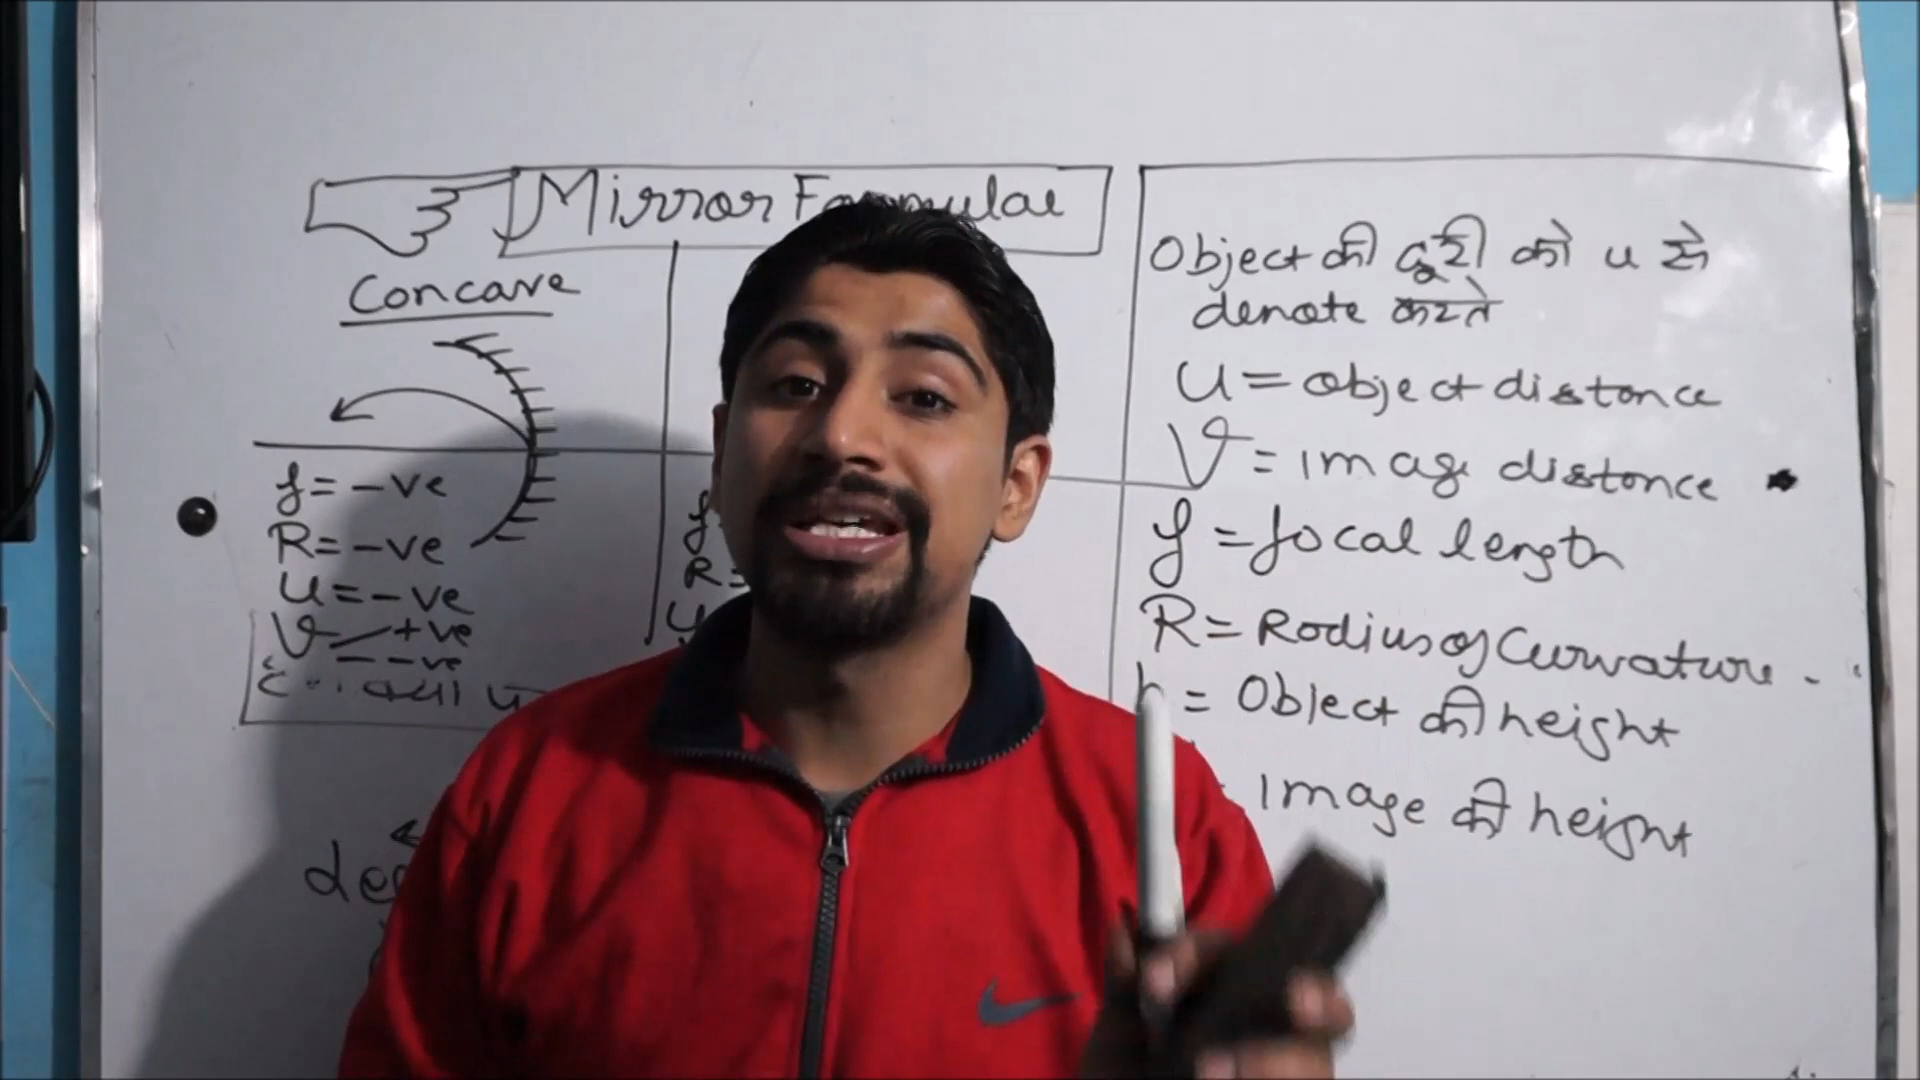 Mirror Formulae
Concave
f = -ve
R = -ve
U = -ve
V +ve
- -ve
f
R =
U
Object की दूरी को u से
denote करते
U = object distance
V = image distance
f = focal length
R = Radius of Curvature -
h = Object की height
Image की height